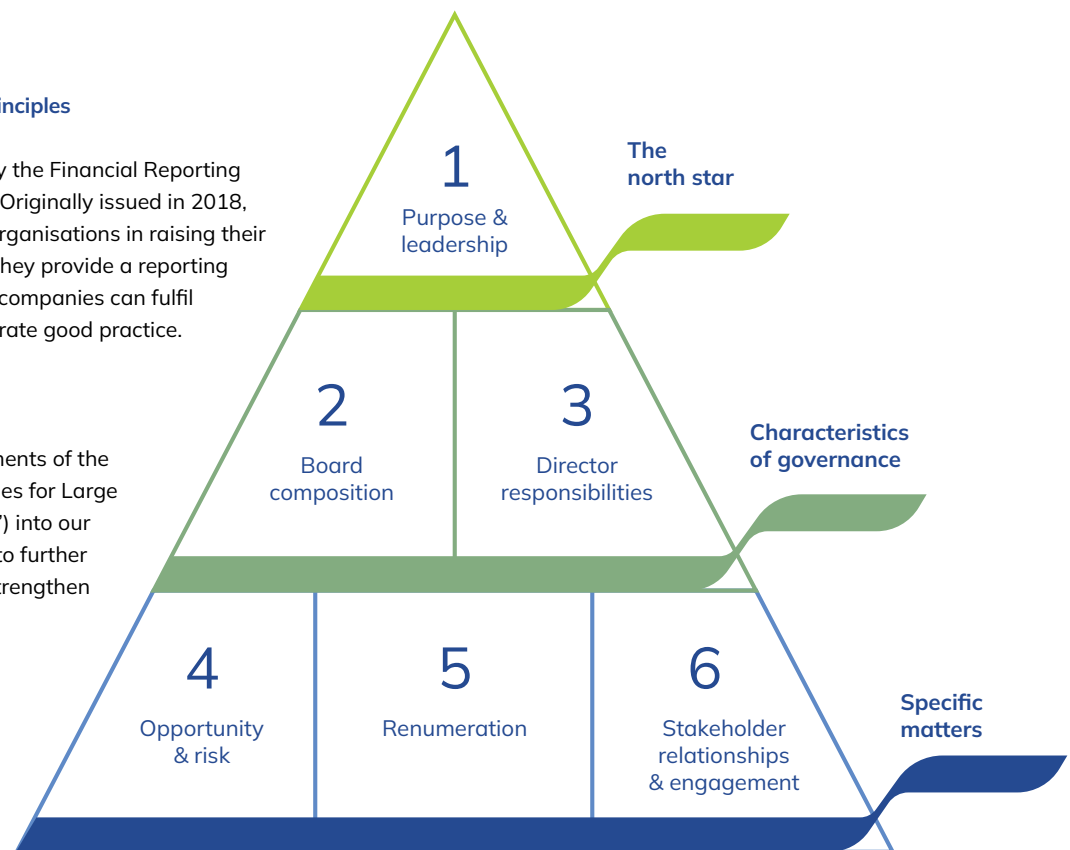 inciples
y the Financial Reporting
Originally issued in 2018,
rganisations in raising their
hey provide a reporting
companies can fulfil
rate good practice.
nents of the
es for Large
’) into our
to further
trengthen
1
Purpose &
leadership
The
north star
2
Board
composition
3
Director
responsibilities
Characteristics
of governance
4
Opportunity
& risk
5
Renumeration
6
Stakeholder
relationships
& engagement
Specific
matters